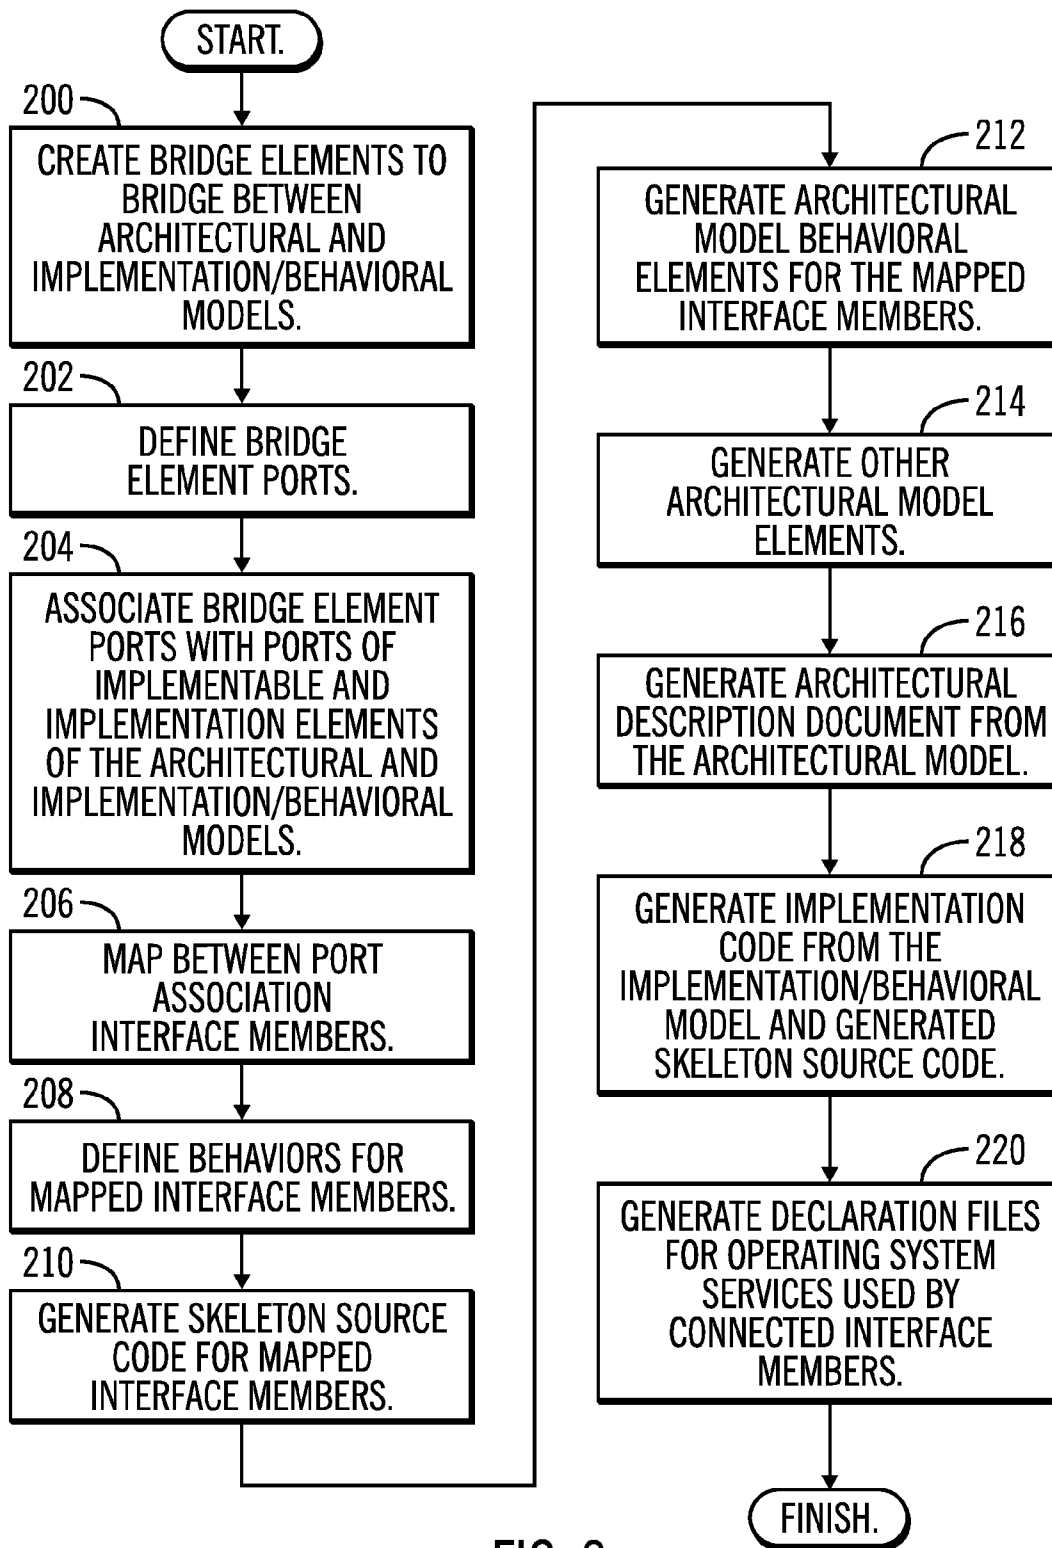 START.
200
CREATE BRIDGE ELEMENTS TO
BRIDGE BETWEEN
ARCHITECTURAL AND
IMPLEMENTATION/BEHAVIORAL
MODELS.
202
DEFINE BRIDGE
ELEMENT PORTS.
204
ASSOCIATE BRIDGE ELEMENT
PORTS WITH PORTS OF
IMPLEMENTABLE AND
IMPLEMENTATION ELEMENTS
OF THE ARCHITECTURAL AND
IMPLEMENTATION/BEHAVIORAL
MODELS.
206
MAP BETWEEN PORT
ASSOCIATION
INTERFACE MEMBERS.
208
DEFINE BEHAVIORS FOR
MAPPED INTERFACE MEMBERS.
210
GENERATE SKELETON SOURCE
CODE FOR MAPPED
INTERFACE MEMBERS.
212
GENERATE ARCHITECTURAL
MODEL BEHAVIORAL
ELEMENTS FOR THE MAPPED
INTERFACE MEMBERS.
214
GENERATE OTHER
ARCHITECTURAL MODEL
ELEMENTS.
216
GENERATE ARCHITECTURAL
DESCRIPTION DOCUMENT FROM
THE ARCHITECTURAL MODEL.
218
GENERATE IMPLEMENTATION
CODE FROM THE
IMPLEMENTATION/BEHAVIORAL
MODEL AND GENERATED
SKELETON SOURCE CODE.
220
GENERATE DECLARATION FILES
FOR OPERATING SYSTEM
SERVICES USED BY
CONNECTED INTERFACE
MEMBERS.
FINISH.